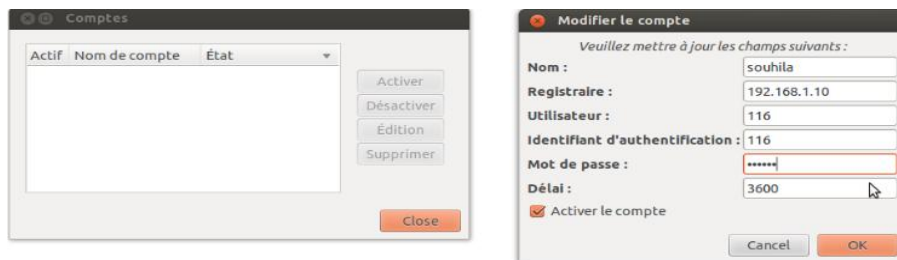 Comptes
Actif Nom de compte État
Activer
Désactiver
Édition
Supprimer
Close
Modifier le compte
Veuillez mettre à jour les champs suivants :
Nom : souhila
Registraire : 192.168.1.10
Utilisateur : 116
Identifiant d'authentification : 116
Mot de passe : ••••••
Délai : 3600
Activer le compte
Cancel OK